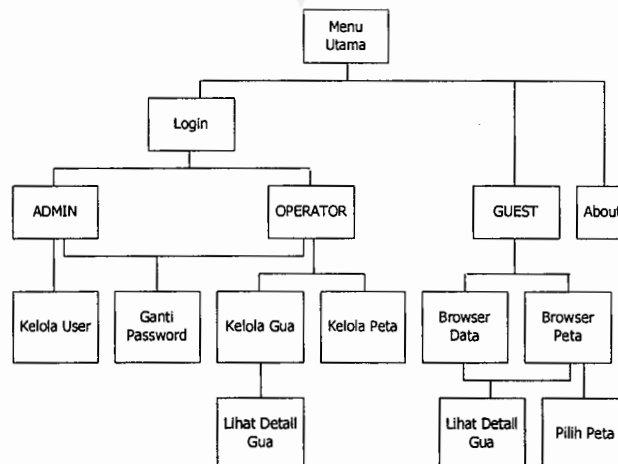 Menu
Utama
Login
ADMIN
OPERATOR
GUEST
About
Kelola User
Ganti
Password
Kelola Gua
Kelola Peta
Browser
Data
Browser
Peta
Lihat Detail
Gua
Lihat Detail
Gua
Pilih Peta